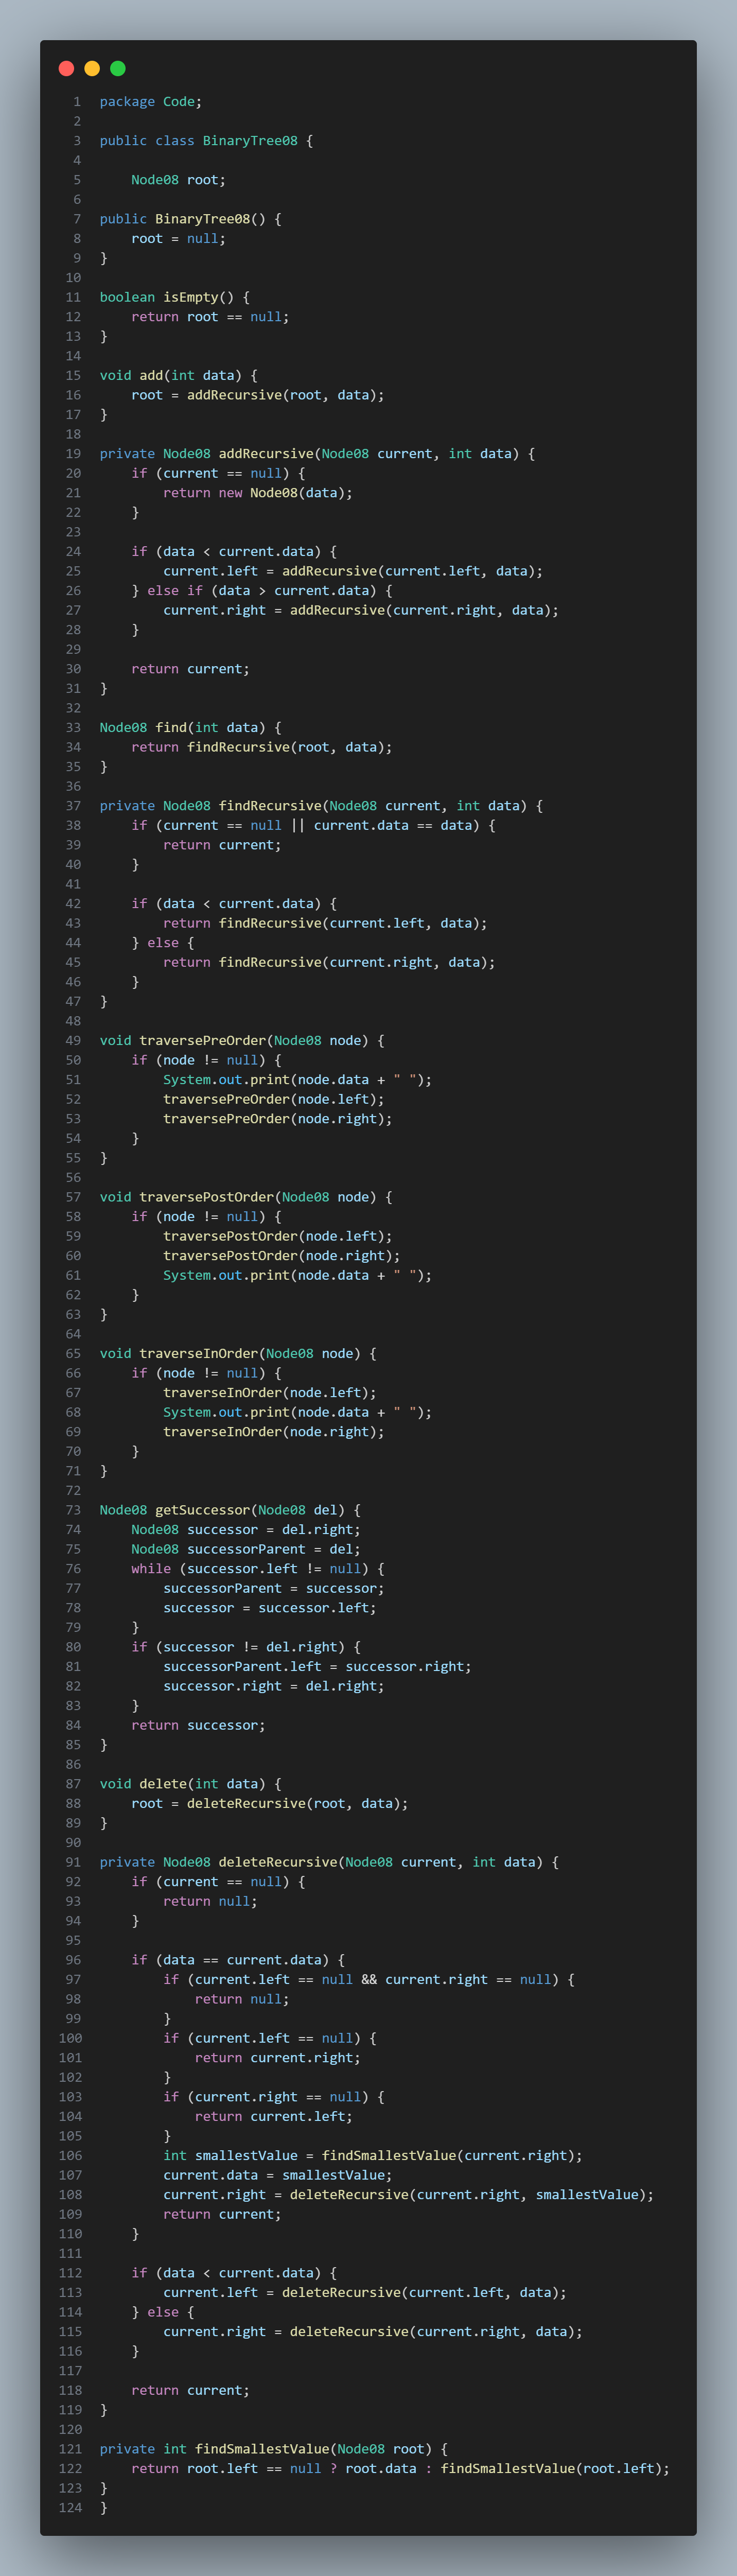 1 package Code;
2
3 public class BinaryTree08 {
4
5     Node08 root;
6
7 public BinaryTree08() {
8     root = null;
9 }
10
11 boolean isEmpty() {
12     return root == null;
13 }
14
15 void add(int data) {
16     root = addRecursive(root, data);
17 }
18
19 private Node08 addRecursive(Node08 current, int data) {
20     if (current == null) {
21         return new Node08(data);
22     }
23
24     if (data < current.data) {
25         current.left = addRecursive(current.left, data);
26     } else if (data > current.data) {
27         current.right = addRecursive(current.right, data);
28     }
29
30     return current;
31 }
32
33 Node08 find(int data) {
34     return findRecursive(root, data);
35 }
36
37 private Node08 findRecursive(Node08 current, int data) {
38     if (current == null || current.data == data) {
39         return current;
40     }
41
42     if (data < current.data) {
43         return findRecursive(current.left, data);
44     } else {
45         return findRecursive(current.right, data);
46     }
47 }
48
49 void traversePreOrder(Node08 node) {
50     if (node != null) {
51         System.out.print(node.data + " ");
52         traversePreOrder(node.left);
53         traversePreOrder(node.right);
54     }
55 }
56
57 void traversePostOrder(Node08 node) {
58     if (node != null) {
59         traversePostOrder(node.left);
60         traversePostOrder(node.right);
61         System.out.print(node.data + " ");
62     }
63 }
64
65 void traverseInOrder(Node08 node) {
66     if (node != null) {
67         traverseInOrder(node.left);
68         System.out.print(node.data + " ");
69         traverseInOrder(node.right);
70     }
71 }
72
73 Node08 getSuccessor(Node08 del) {
74     Node08 successor = del.right;
75     Node08 successorParent = del;
76     while (successor.left != null) {
77         successorParent = successor;
78         successor = successor.left;
79     }
80     if (successor != del.right) {
81         successorParent.left = successor.right;
82         successor.right = del.right;
83     }
84     return successor;
85 }
86
87 void delete(int data) {
88     root = deleteRecursive(root, data);
89 }
90
91 private Node08 deleteRecursive(Node08 current, int data) {
92     if (current == null) {
93         return null;
94     }
95
96     if (data == current.data) {
97         if (current.left == null && current.right == null) {
98             return null;
99         }
100         if (current.left == null) {
101             return current.right;
102         }
103         if (current.right == null) {
104             return current.left;
105         }
106         int smallestValue = findSmallestValue(current.right);
107         current.data = smallestValue;
108         current.right = deleteRecursive(current.right, smallestValue);
109         return current;
110     }
111
112     if (data < current.data) {
113         current.left = deleteRecursive(current.left, data);
114     } else {
115         current.right = deleteRecursive(current.right, data);
116     }
117
118     return current;
119 }
120
121 private int findSmallestValue(Node08 root) {
122     return root.left == null ? root.data : findSmallestValue(root.left);
123 }
124 }